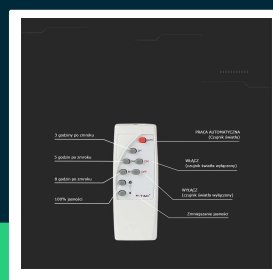 3 godziny po zmroku
5 godzin po zmroku
8 godzin po zmroku
100% jasności
PRACA AUTOMATYCZNA
(Czujnik światła)
WŁĄCZ
(czujnik światła wyłączony)
WYŁĄCZ
(czujnik światła wyłączony)
Zmniejszanie jasności